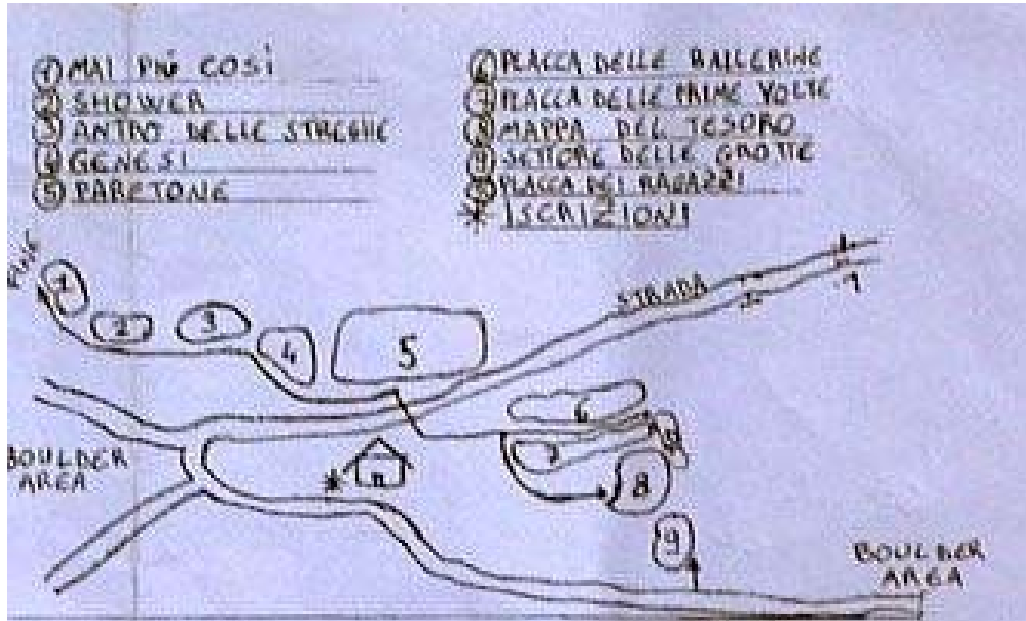 ① MAI PIÙ COSÌ
② SHOWER
③ ANTRO DELLE STREGHE
④ GENESI
⑤ PARETONE
⑥ PLACCA DELLE BALLERINE
⑦ PLACCA DELLE PRIME VOLTE
⑧ MAPPA DEL TESORO
⑨ SETTORE DELLE GROTTE
⑩ PLACCA DEI RAGAZZI
* ISCRIZIONI
FINE
1
2
3
4
5
STRADA
6
7
10
8
9
*
BOULDER
AREA
BOULDER
AREA